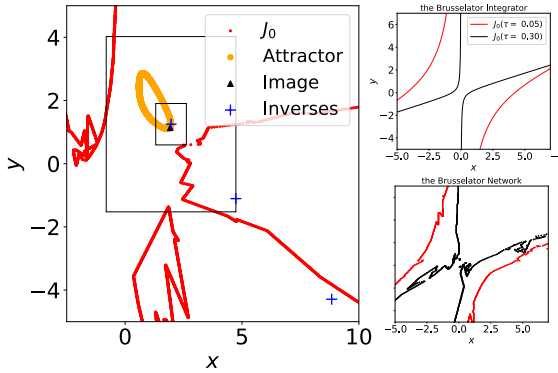 J₀
Attractor
Image
Inverses
4
2
0
−2
−4
y
0
5
10
x
the Brusselator Integrator
J₀(τ = 0.05)
J₀(τ = 0.30)
6
4
2
0
−2
−4
y
−5.0
−2.5
0.0
2.5
5.0
x
the Brusselator Network
−5.0
−2.5
0.0
2.5
5.0
x